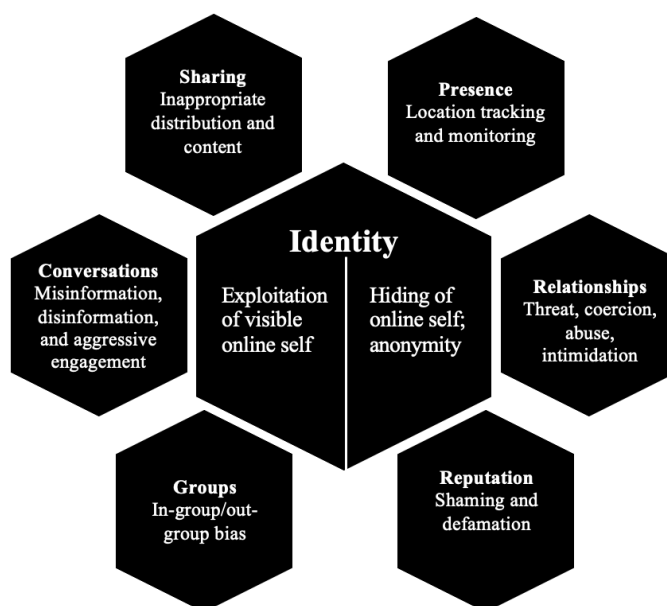 Sharing
Inappropriate
distribution and
content
Presence
Location tracking
and monitoring
Identity
Exploitation
of visible
online self
Hiding of
online self;
anonymity
Conversations
Misinformation,
disinformation,
and aggressive
engagement
Relationships
Threat, coercion,
abuse,
intimidation
Groups
In-group/out-
group bias
Reputation
Shaming and
defamation